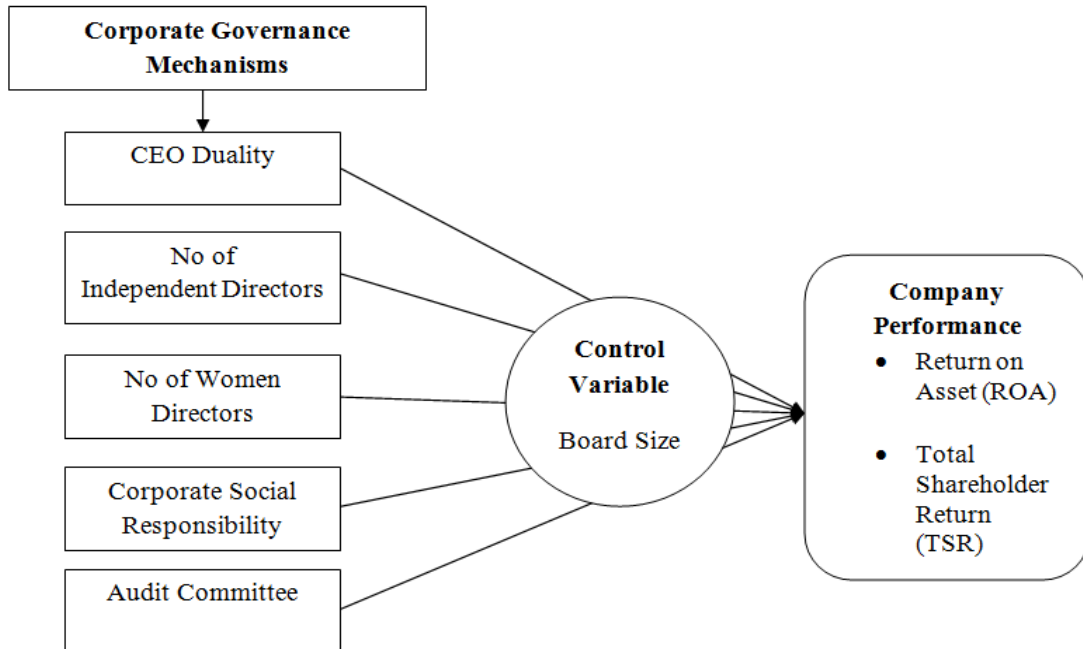 Corporate Governance
Mechanisms
CEO Duality
No of
Independent Directors
No of Women
Directors
Corporate Social
Responsibility
Audit Committee
Control
Variable
Board Size
Company
Performance
● Return on
Asset (ROA)
● Total
Shareholder
Return
(TSR)